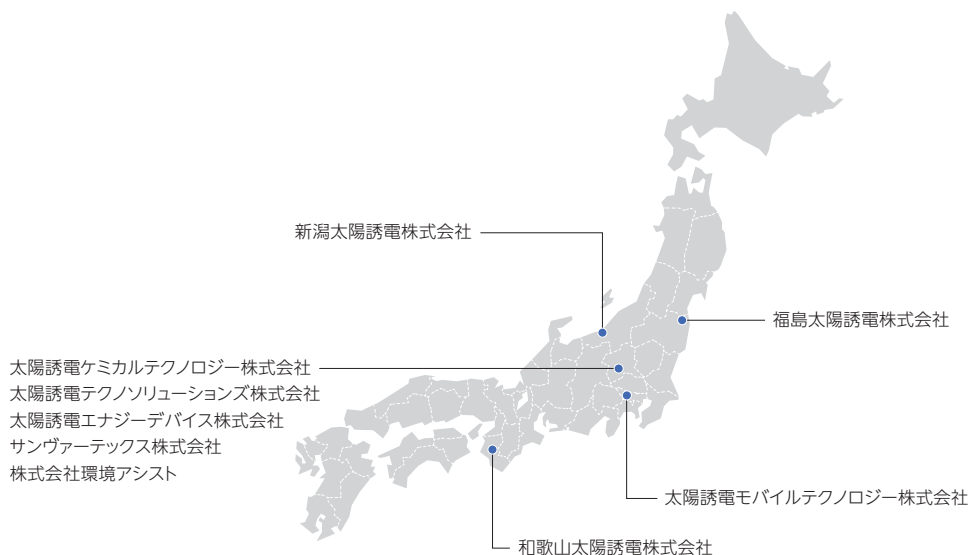 新潟太陽誘電株式会社
福島太陽誘電株式会社
太陽誘電ケミカルテクノロジー株式会社
太陽誘電テクノソリューションズ株式会社
太陽誘電エナジーデバイス株式会社
サンヴァーテックス株式会社
株式会社環境アシスト
太陽誘電モバイルテクノロジー株式会社
和歌山太陽誘電株式会社